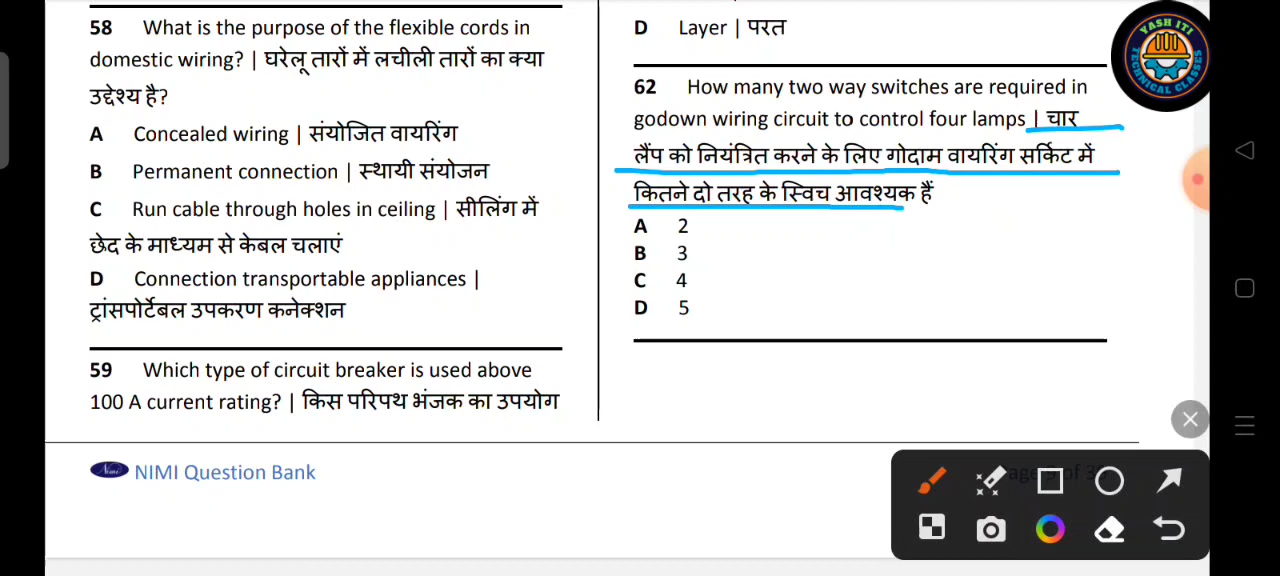 58 What is the purpose of the flexible cords in
domestic wiring? | घरेलू तारों में लचीली तारों का क्या
उद्देश्य है?
A Concealed wiring | संयोजित वायरिंग
B Permanent connection | स्थायी संयोजन
C Run cable through holes in ceiling | सीलिंग में
छेद के माध्यम से केबल चलाएं
D Connection transportable appliances |
ट्रांसपोर्टेबल उपकरण कनेक्शन
59 Which type of circuit breaker is used above
100 A current rating? | किस परिपथ भंजक का उपयोग
D Layer | परत
62 How many two way switches are required in
godown wiring circuit to control four lamps | चार
लैंप को नियंत्रित करने के लिए गोदाम वायरिंग सर्किट में
कितने दो तरह के स्विच आवश्यक हैं
A 2
B 3
C 4
D 5
YASH ITI
TECHNICAL CLASSES
Nimi NIMI Question Bank